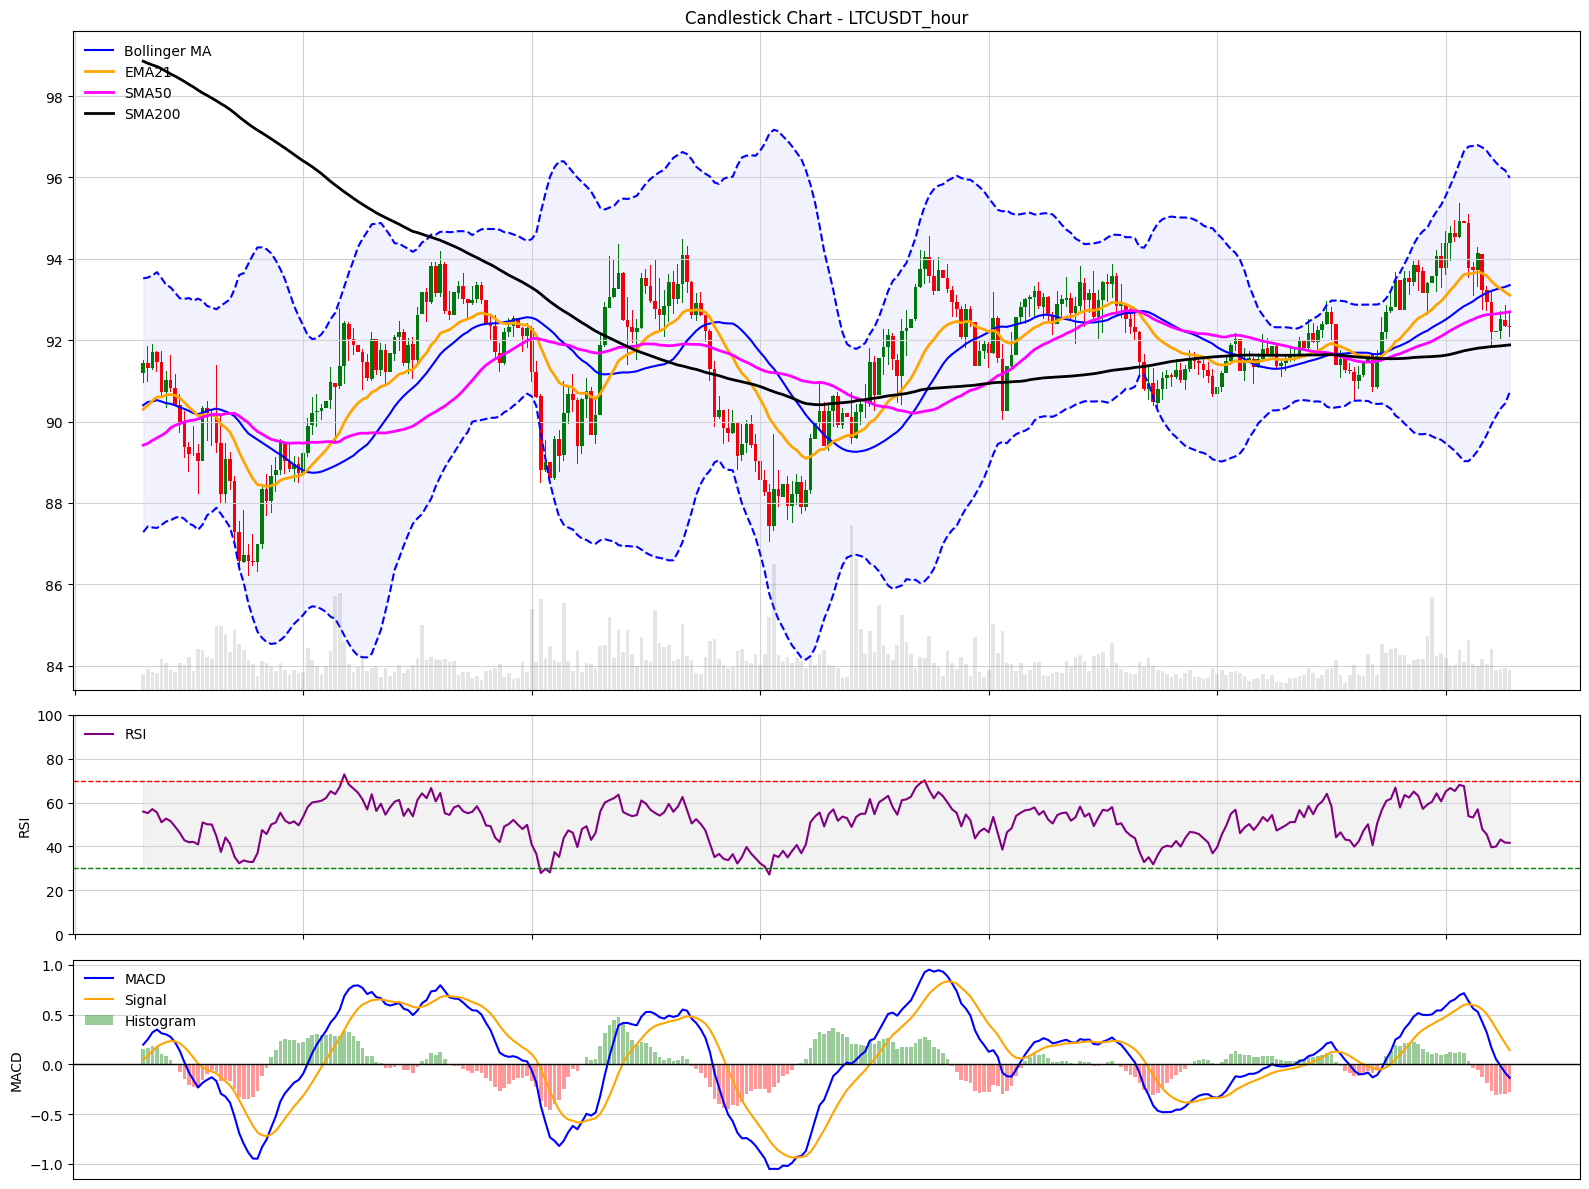 Candlestick Chart - LTCUSDT_hour
Bollinger MA
EMA21
SMA50
SMA200
98
96
94
92
90
88
86
84
RSI
100
80
60
40
20
0
RSI
MACD
Signal
Histogram
1.0
0.5
0.0
−0.5
−1.0
MACD